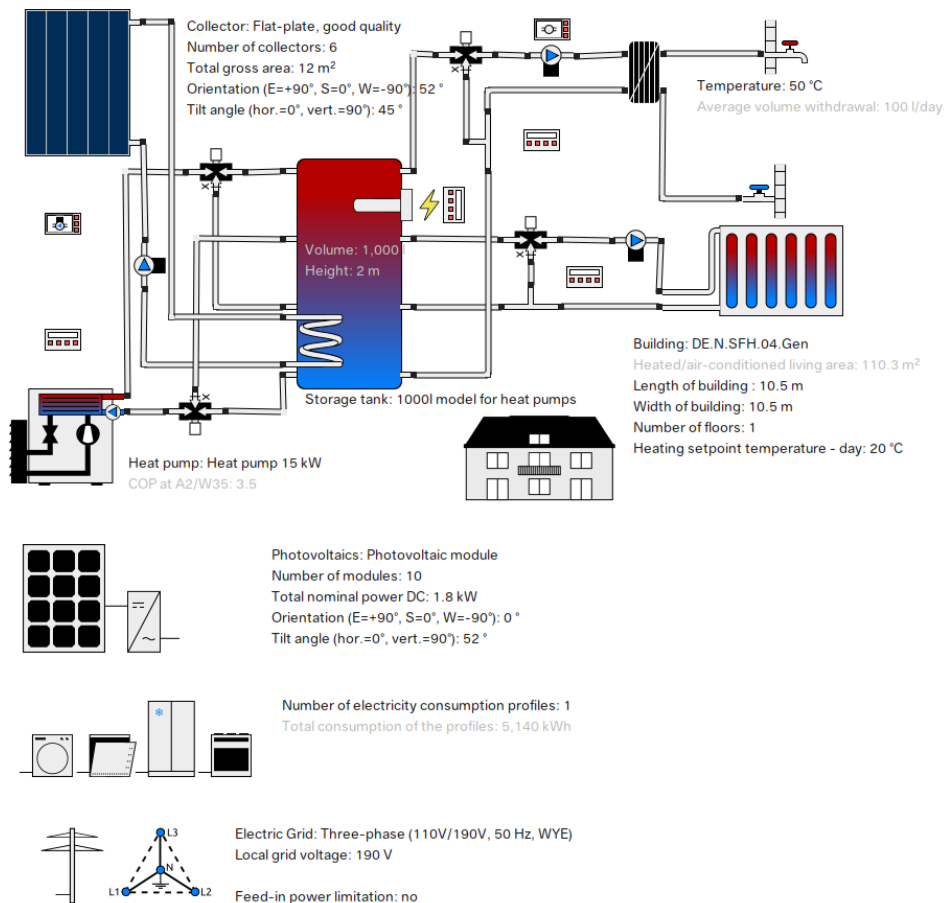 Collector: Flat-plate, good quality
Number of collectors: 6
Total gross area: 12 m²
Orientation (E=+90°, S=0°, W=-90°): 52 °
Tilt angle (hor.=0°, vert.=90°): 45 °
Temperature: 50 °C
Average volume withdrawal: 100 l/day
X
X
X
X
Volume: 1,000
Height: 2 m
Storage tank: 1000l model for heat pumps
Building: DE.N.SFH.04.Gen
Heated/air-conditioned living area: 110.3 m²
Length of building : 10.5 m
Width of building: 10.5 m
Number of floors: 1
Heating setpoint temperature - day: 20 °C
Heat pump: Heat pump 15 kW
COP at A2/W35: 3.5
Photovoltaics: Photovoltaic module
Number of modules: 10
Total nominal power DC: 1.8 kW
Orientation (E=+90°, S=0°, W=-90°): 0 °
Tilt angle (hor.=0°, vert.=90°): 52 °
Number of electricity consumption profiles: 1
Total consumption of the profiles: 5,140 kWh
Electric Grid: Three-phase (110V/190V, 50 Hz, WYE)
Local grid voltage: 190 V
Feed-in power limitation: no
L3
N
L1
L2